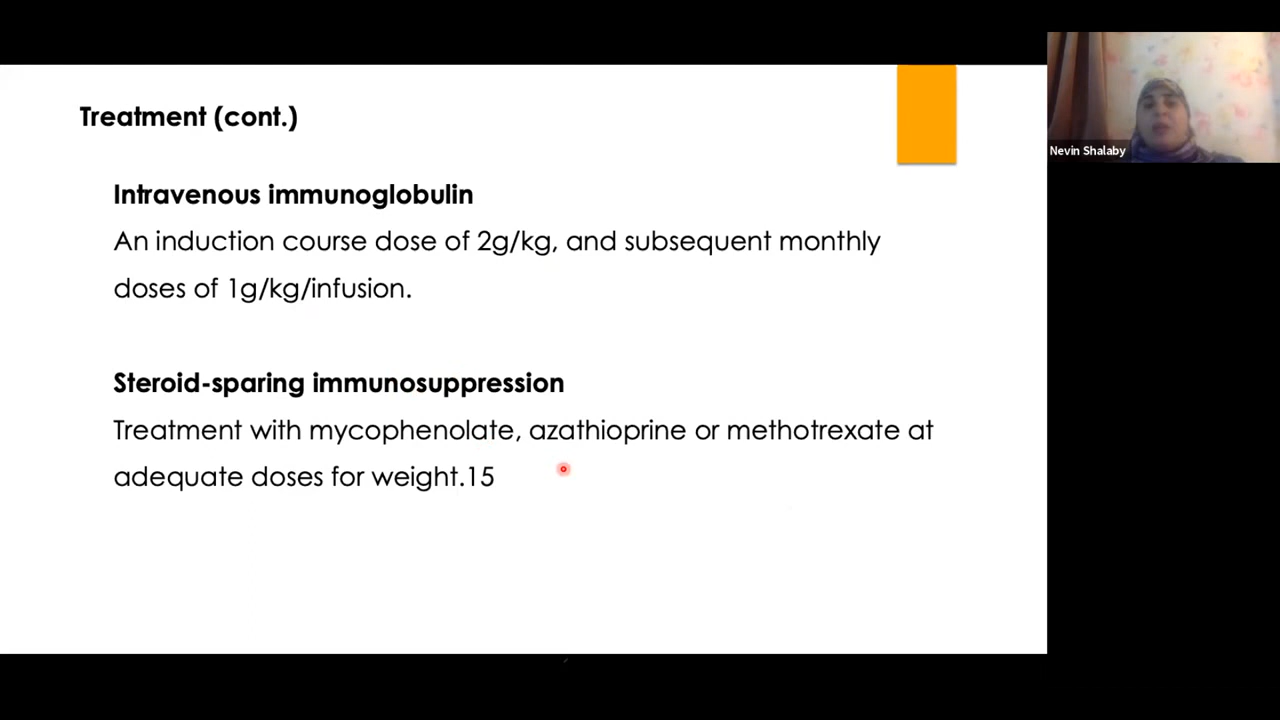 Treatment (cont.)
Nevin Shalaby
Intravenous immunoglobulin
An induction course dose of 2g/kg, and subsequent monthly
doses of 1g/kg/infusion.
Steroid-sparing immunosuppression
Treatment with mycophenolate, azathioprine or methotrexate at
adequate doses for weight.15